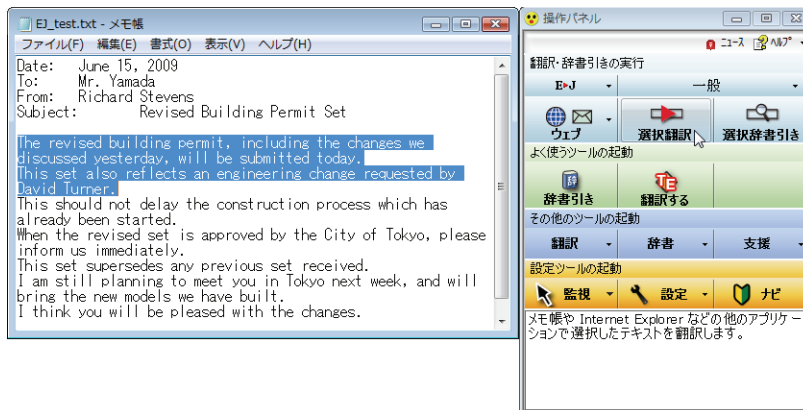 EJ_test.txt - メモ帳
ファイル(F) 編集(E) 書式(O) 表示(V) ヘルプ(H)
Date: June 15, 2009
To: Mr. Yamada
From: Richard Stevens
Subject: Revised Building Permit Set
The revised building permit, including the changes we
discussed yesterday, will be submitted today.
This set also reflects an engineering change requested by
David Turner.
This should not delay the construction process which has
already been started.
When the revised set is approved by the City of Tokyo, please
inform us immediately.
This set supersedes any previous set received.
I am still planning to meet you in Tokyo next week, and will
bring the new models we have built.
I think you will be pleased with the changes.
操作パネル
ニュース ヘルプ
翻訳・辞書引きの実行
E▶J 一般
ウェブ 選択翻訳 選択辞書引き
よく使うツールの起動
辞書引き 翻訳する
その他のツールの起動
翻訳 辞書 支援
設定ツールの起動
監視 設定 ナビ
メモ帳や Internet Explorer などの他のアプリケー
ションで選択したテキストを翻訳します。